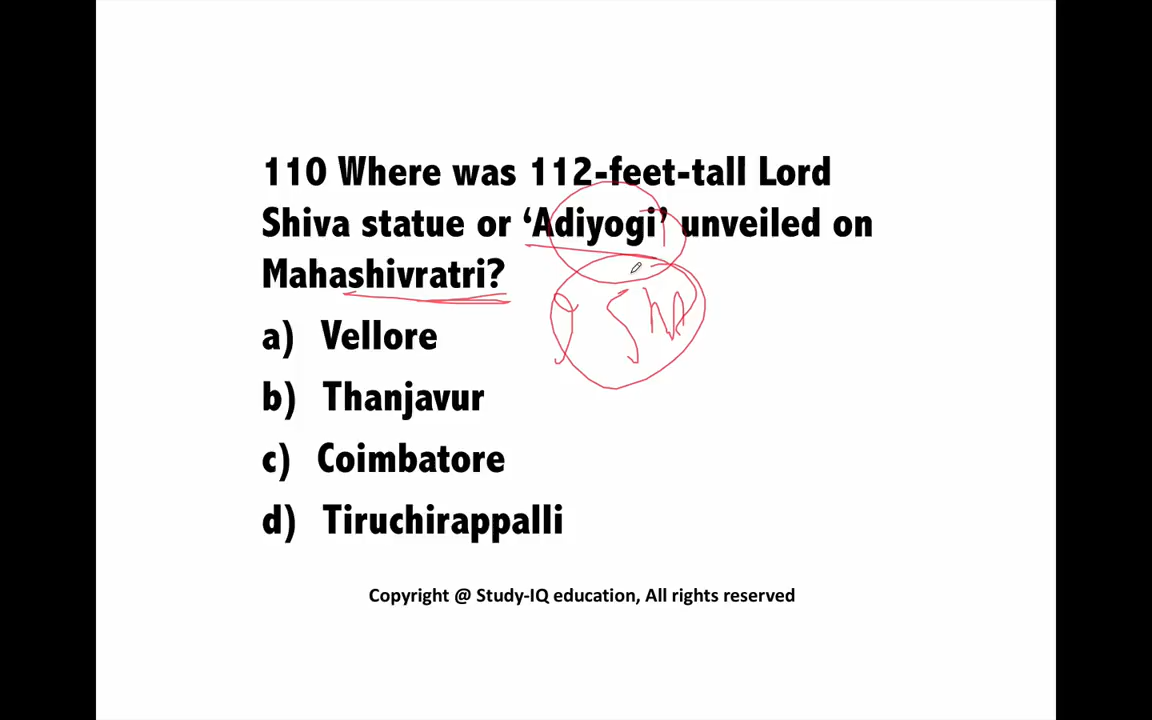 110 Where was 112-feet-tall Lord
Shiva statue or ‘Adiyogi’ unveiled on
Mahashivratri?
a) Vellore
b) Thanjavur
c) Coimbatore
d) Tiruchirappalli
Copyright @ Study-IQ education, All rights reserved